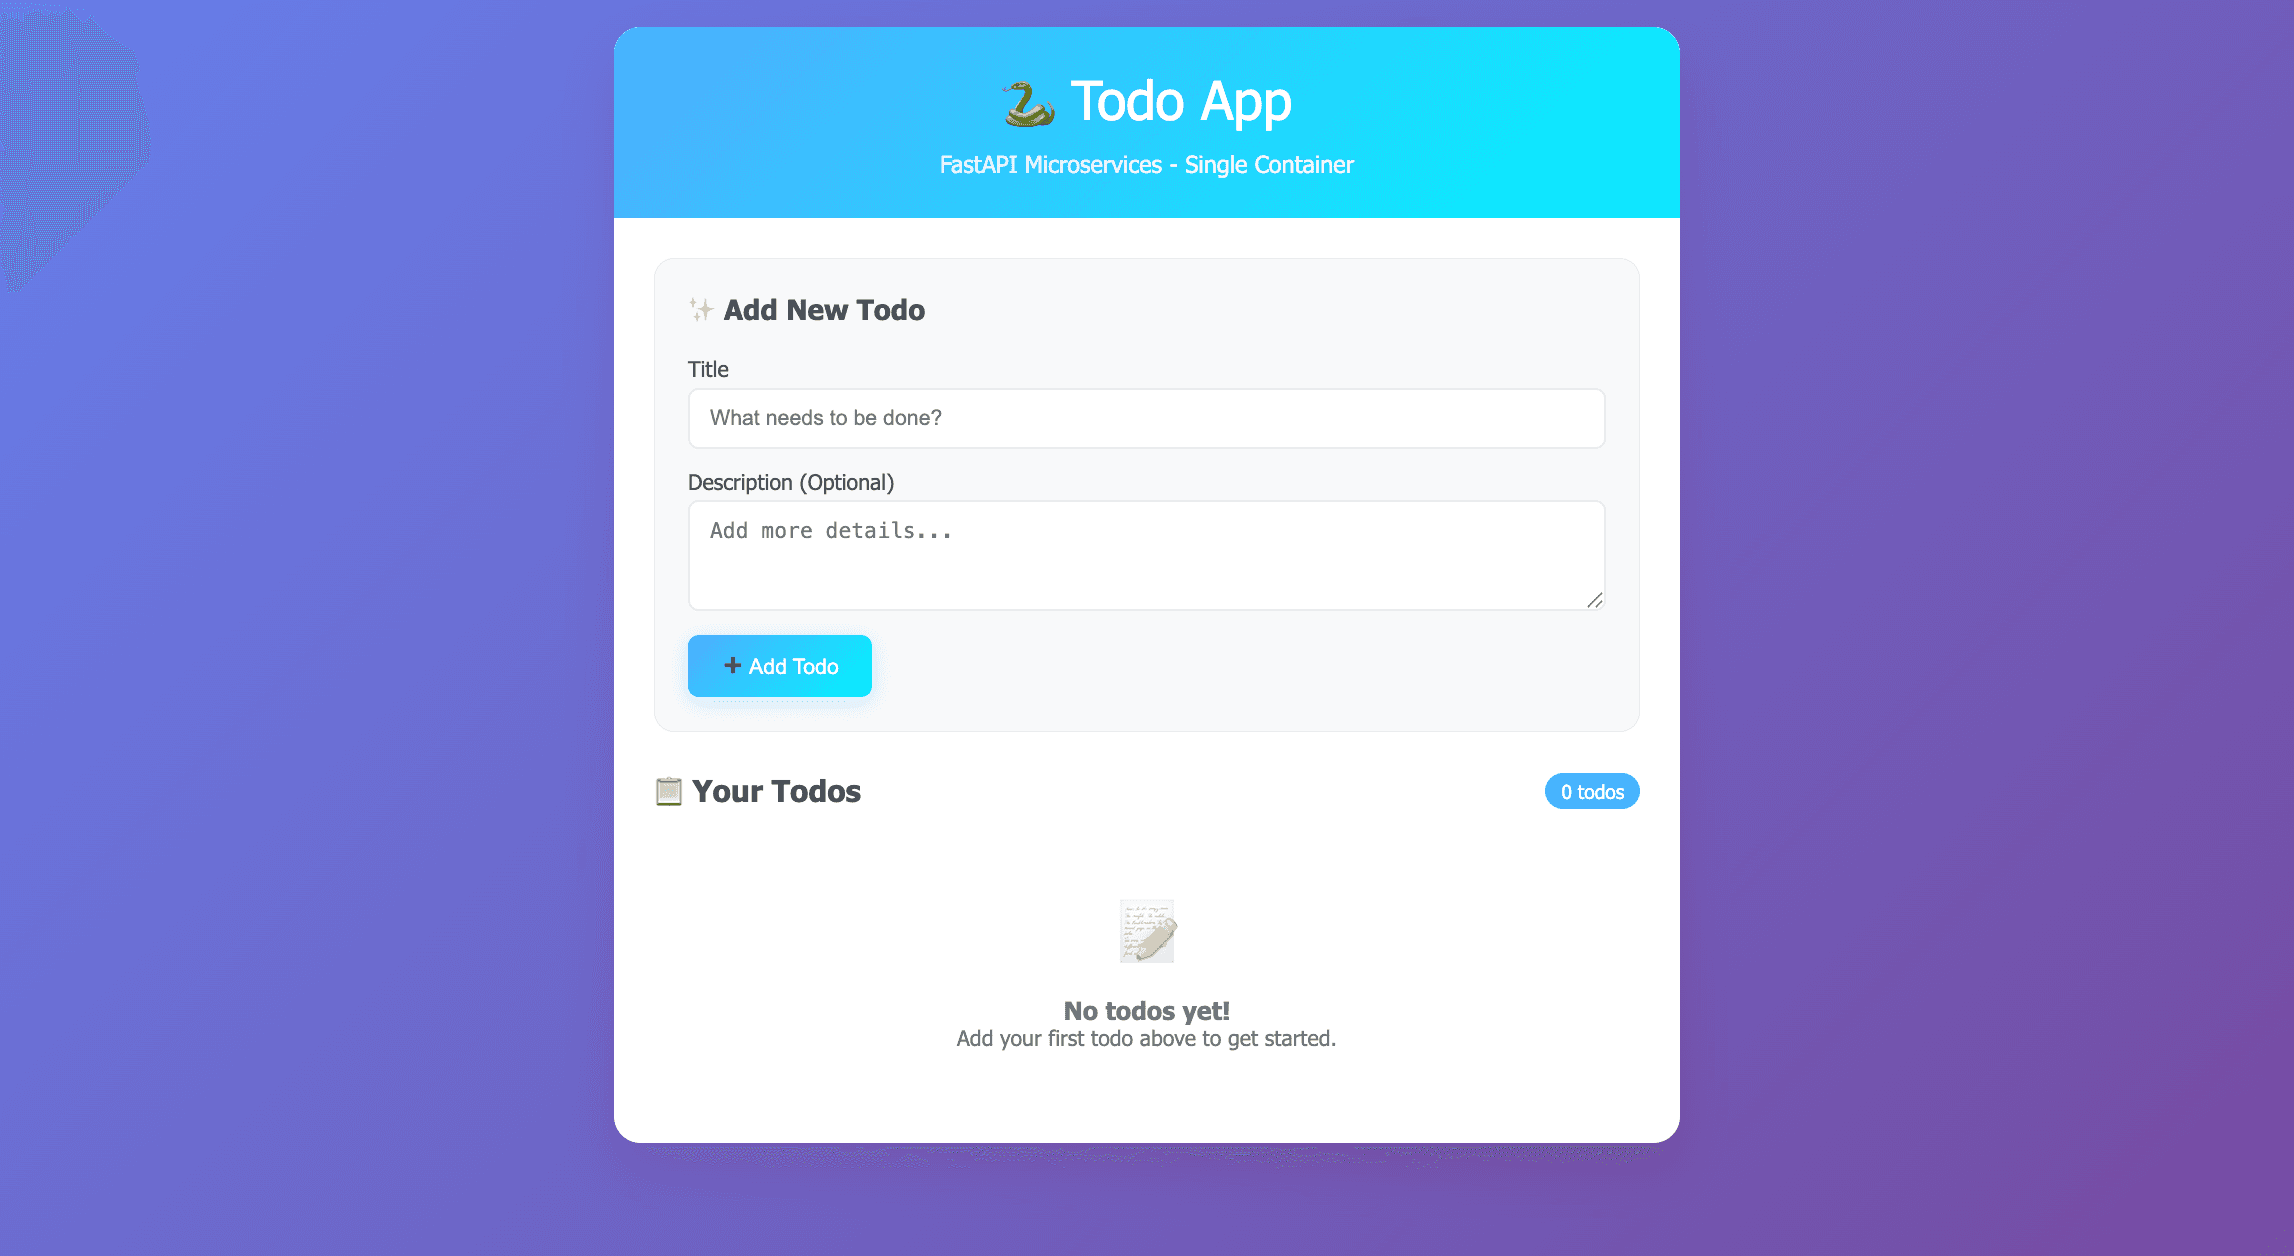 Todo App
FastAPI Microservices - Single Container
Add New Todo
Title
What needs to be done?
Description (Optional)
Add more details...
Add Todo
Your Todos
0 todos
No todos yet!
Add your first todo above to get started.